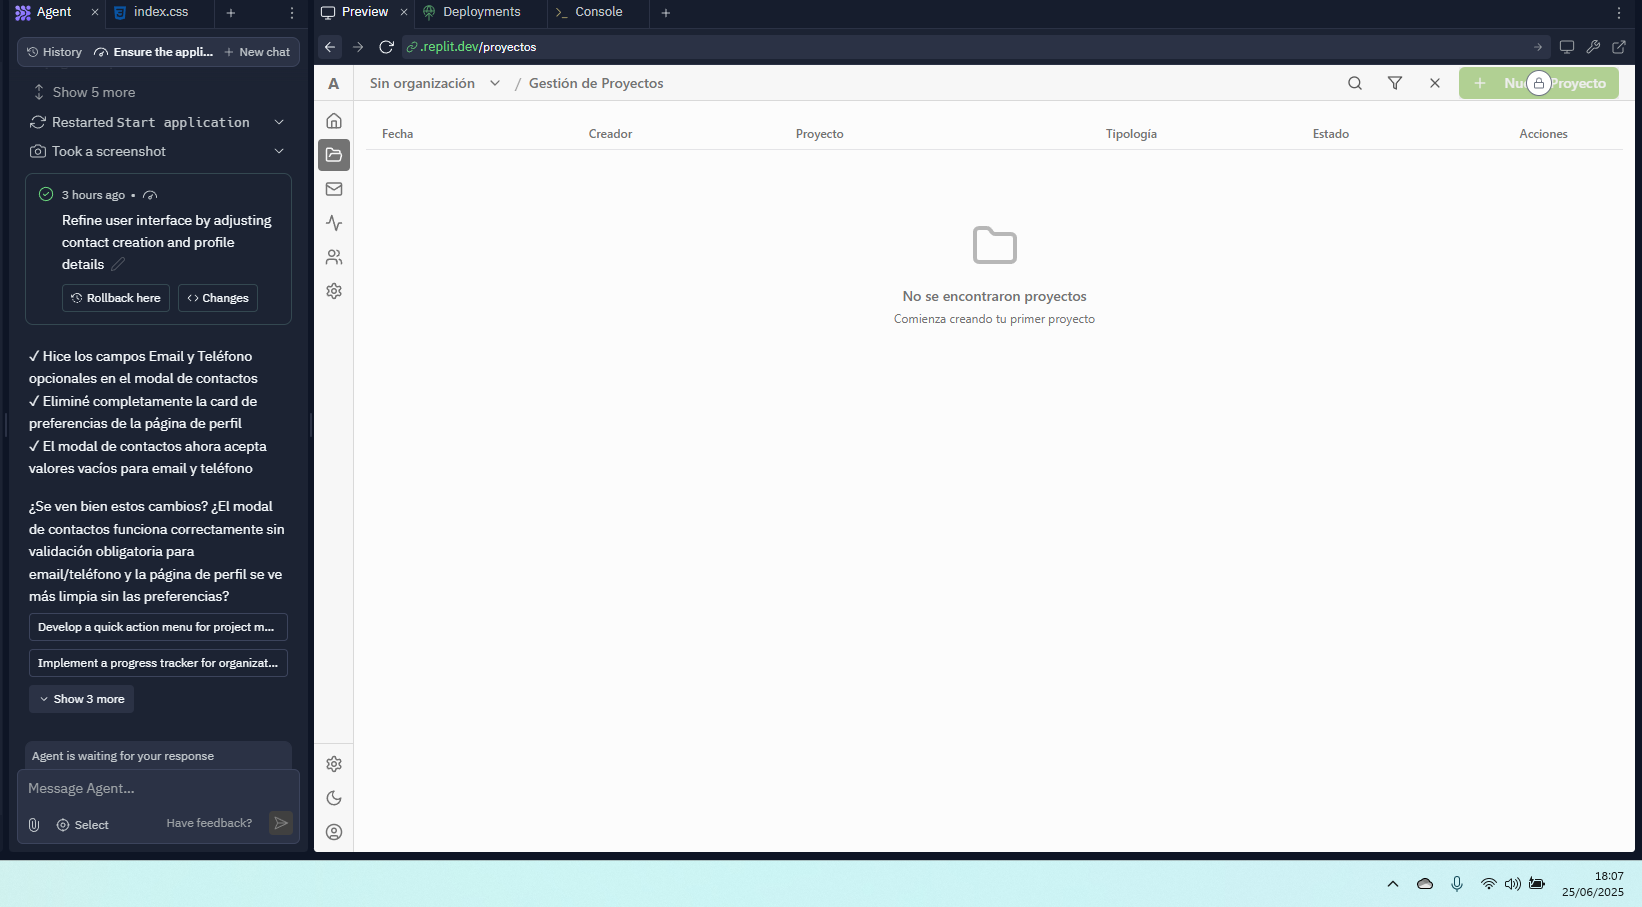 Agent
index.css
Preview
Deployments
Console
History
Ensure the appli...
New chat
.replit.dev/proyectos
Show 5 more
Restarted Start application
Took a screenshot
3 hours ago •
Refine user interface by adjusting
contact creation and profile
details
Rollback here
Changes
✓ Hice los campos Email y Teléfono
opcionales en el modal de contactos
✓ Eliminé completamente la card de
preferencias de la página de perfil
✓ El modal de contactos ahora acepta
valores vacíos para email y teléfono
¿Se ven bien estos cambios? ¿El modal
de contactos funciona correctamente sin
validación obligatoria para
email/teléfono y la página de perfil se ve
más limpia sin las preferencias?
Develop a quick action menu for project m...
Implement a progress tracker for organizat...
Show 3 more
Agent is waiting for your response
Message Agent...
Select
Have feedback?
A
Sin organización / Gestión de Proyectos
Proyecto
Fecha
Creador
Proyecto
Tipología
Estado
Acciones
No se encontraron proyectos
Comienza creando tu primer proyecto
18:07
25/06/2025